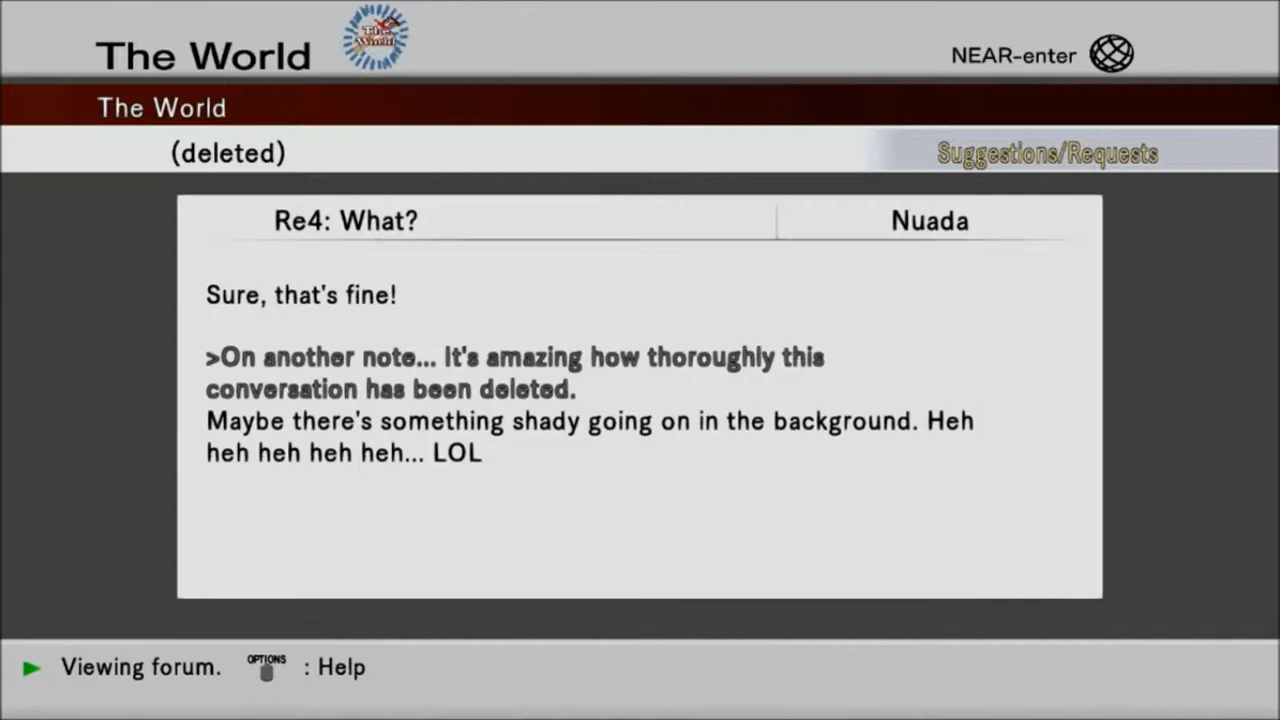 The World
The World
NEAR-enter
The World
(deleted)
Suggestions/Requests
Re4: What?
Nuada
Sure, that's fine!
>On another note... It's amazing how thoroughly this
conversation has been deleted.
Maybe there's something shady going on in the background. Heh
heh heh heh heh... LOL
Viewing forum.
OPTIONS
: Help